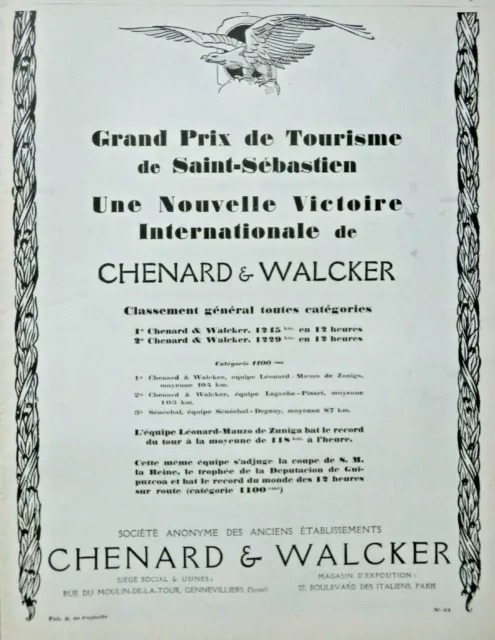 Grand Prix de Tourisme
de Saint-Sébastien
Une Nouvelle Victoire
Internationale de
CHENARD & WALCKER
Classement général toutes catégories
1er Chenard & Walcker, 1245 km. en 12 heures
2e Chenard & Walcker, 1229 km. en 12 heures
Catégorie 1100 cmc
1er Chenard & Walcker, équipe Léonard-Manzo de Zuniga,
moyenne 104 km.
2e Chenard & Walcker, équipe Lagache-Pisart, moyenne
103 km.
3e Sénéchal, équipe Sénéchal-Degmy, moyenne 87 km.
L'équipe Léonard-Manzo de Zuniga bat le record
du tour à la moyenne de 118 km. à l'heure.
Cette même équipe s'adjuge la coupe de S. M.
la Reine, le trophée de la Deputacion de Gui-
puzcoa et bat le record du monde des 12 heures
sur route (catégorie 1100 cmc)
SOCIÉTÉ ANONYME DES ANCIENS ÉTABLISSEMENTS
CHENARD & WALCKER
SIÈGE SOCIAL & USINES:
RUE DU MOULIN-DE-LA-TOUR, GENNEVILLIERS (Seine)
MAGASIN D'EXPOSITION:
27, BOULEVARD DES ITALIENS, PARIS
Pub. R. de